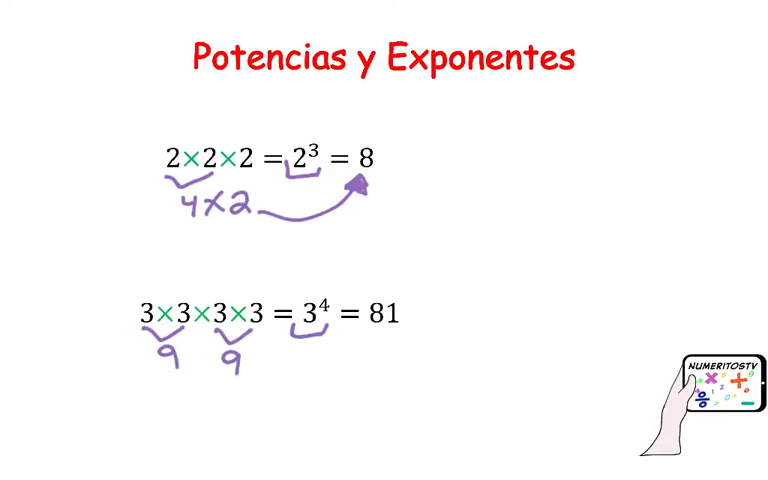 Potencias y Exponentes
2×2×2 = 2³ = 8
4×2
3×3×3×3 = 3⁴ = 81
9 9
NUMERITOSTV